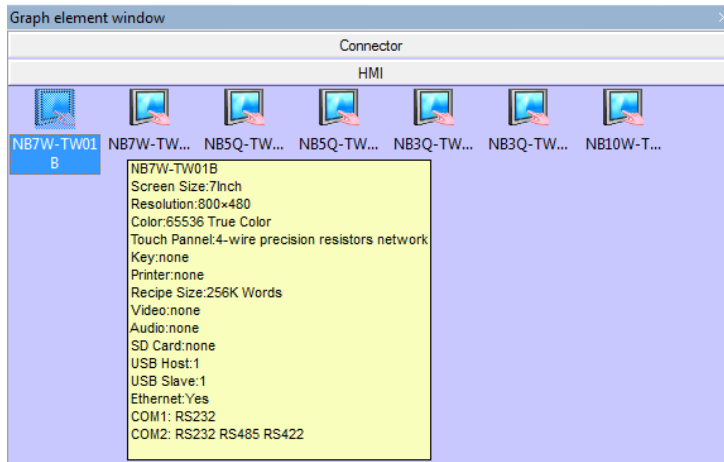 Graph element window
Connector
HMI
NB7W-TW01 NB7W-TW... NB5Q-TW... NB5Q-TW... NB3Q-TW... NB3Q-TW... NB10W-T...
B
NB7W-TW01B
Screen Size:7Inch
Resolution:800×480
Color:65536 True Color
Touch Pannel:4-wire precision resistors network
Key:none
Printer:none
Recipe Size:256K Words
Video:none
Audio:none
SD Card:none
USB Host:1
USB Slave:1
Ethernet:Yes
COM1: RS232
COM2: RS232 RS485 RS422